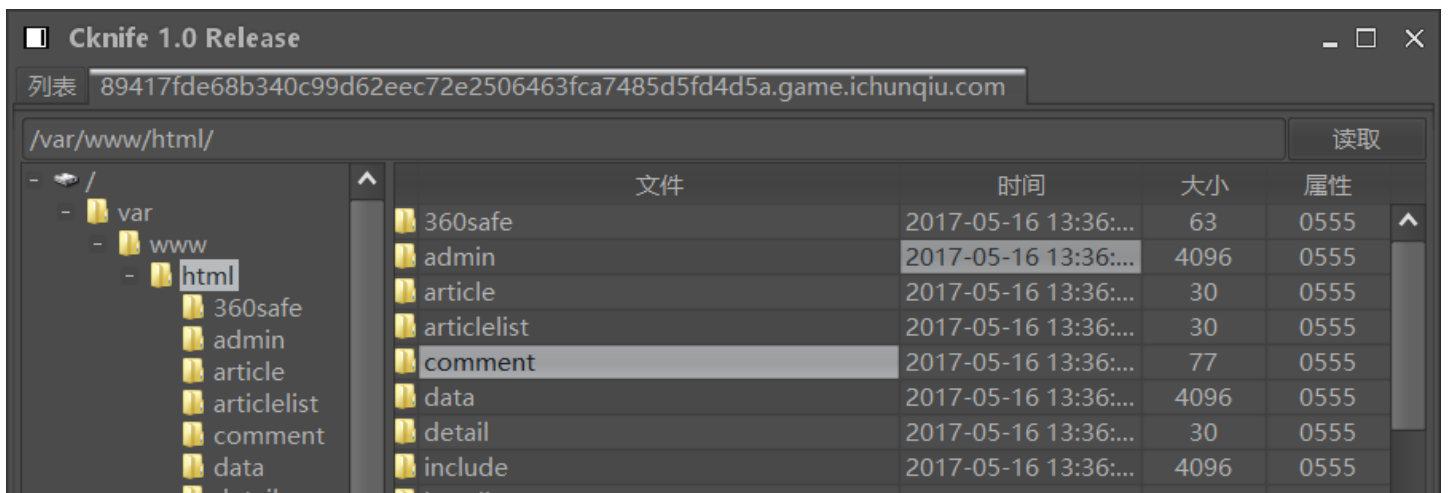 Cknife 1.0 Release
列表 89417fde68b340c99d62eec72e2506463fca7485d5fd4d5a.game.ichunqiu.com
/var/www/html/ 读取
/
var
www
html
360safe
admin
article
articlelist
comment
data
文件 时间 大小 属性
360safe 2017-05-16 13:36:... 63 0555
admin 2017-05-16 13:36:... 4096 0555
article 2017-05-16 13:36:... 30 0555
articlelist 2017-05-16 13:36:... 30 0555
comment 2017-05-16 13:36:... 77 0555
data 2017-05-16 13:36:... 4096 0555
detail 2017-05-16 13:36:... 30 0555
include 2017-05-16 13:36:... 4096 0555